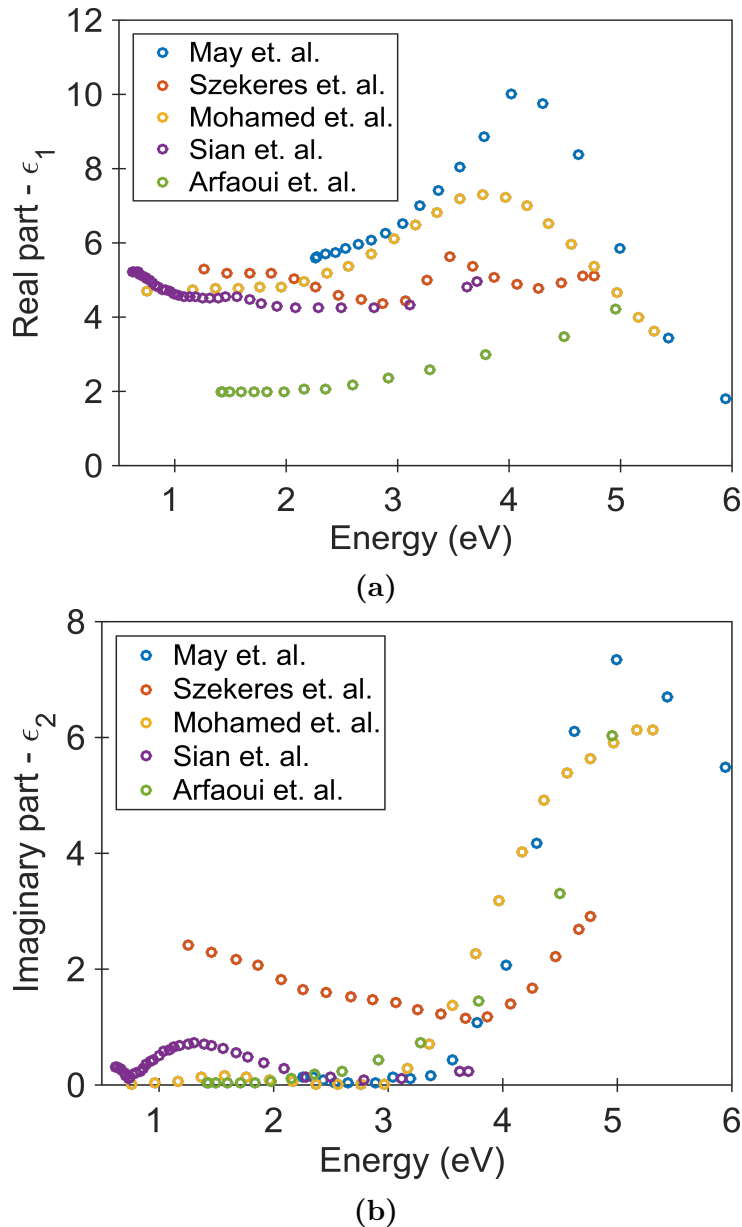 12
10
8
6
4
2
0
Real part - ϵ1
May et. al.
Szekeres et. al.
Mohamed et. al.
Sian et. al.
Arfaoui et. al.
1 2 3 4 5 6
Energy (eV)
(a)
8
6
4
2
0
Imaginary part - ϵ2
May et. al.
Szekeres et. al.
Mohamed et. al.
Sian et. al.
Arfaoui et. al.
1 2 3 4 5 6
Energy (eV)
(b)